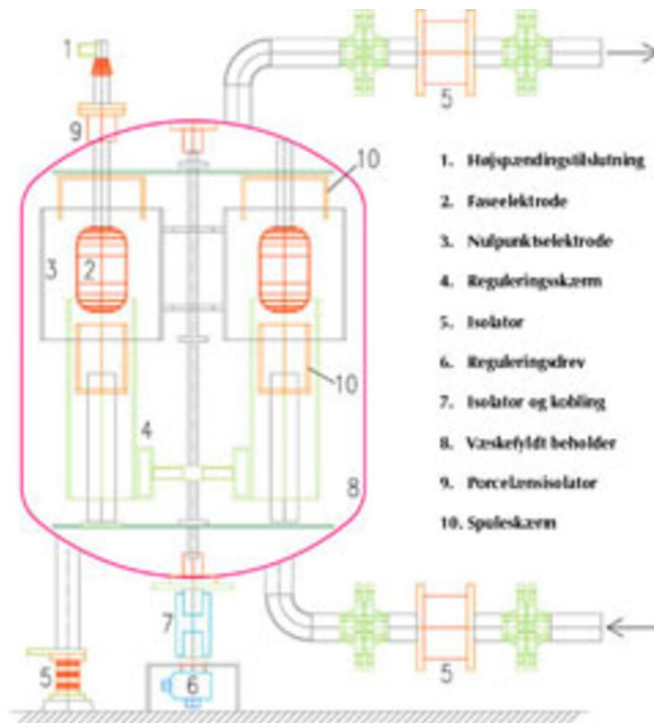 1
5
9
10
1. Højspændingstilslutning
2. Faseelektrode
3 2
3. Nulpunktselektrode
4. Reguleringsskærm
5. Isolator
6. Reguleringsdrev
10
7. Isolator og kobling
4
8. Væskefyldt beholder
8
9. Porcelænsisolator
10. Spuleskærm
7
5
6
5